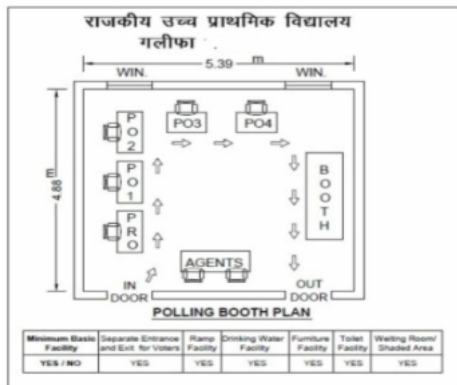 राजकीय उच्च प्राथमिक विद्यालय
गलीफा
5.39 m
WIN. WIN.
4.88 m
PO3 PO4
PO2
PO1
PRO
BOOTH
AGENTS
IN DOOR
OUT DOOR
POLLING BOOTH PLAN
Minimum Basic Facility Separate Entrance and Exit for Voters Ramp Facility Drinking Water Facility Furniture Facility Toilet Facility Waiting Room/ Shaded Area
YES / NO YES YES YES YES YES YES